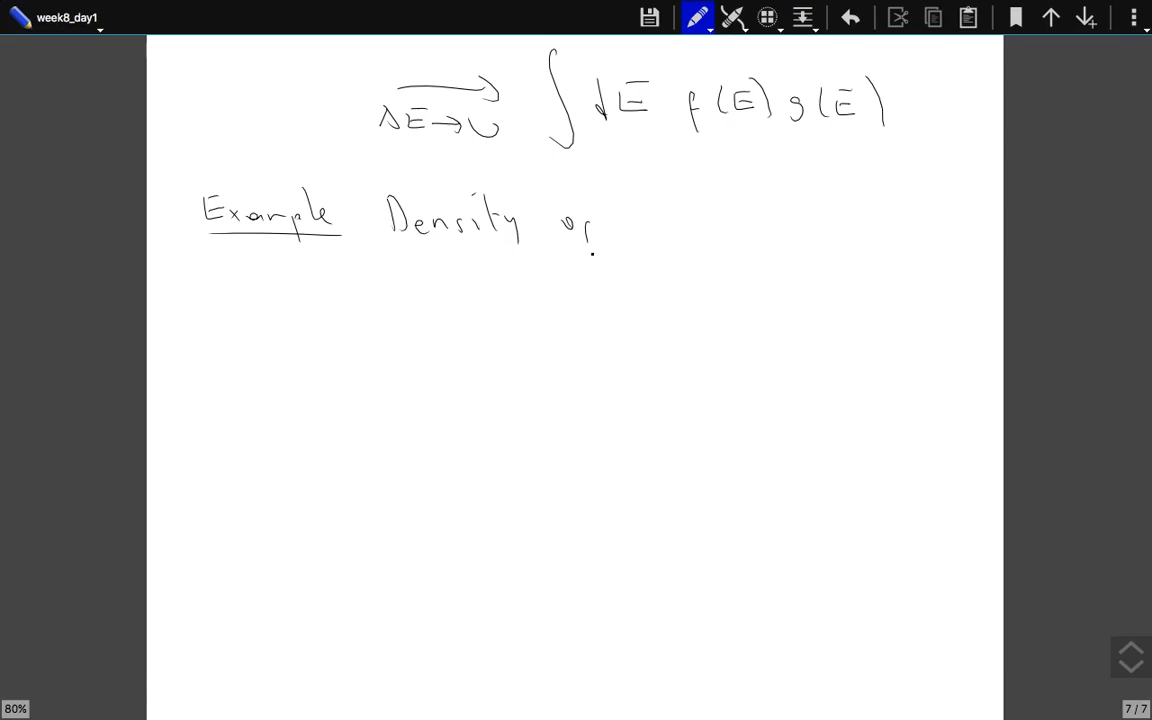 week8_day1
ΔE→0 ∫dE f(E) g(E)
Example Density of
80%
7 / 7